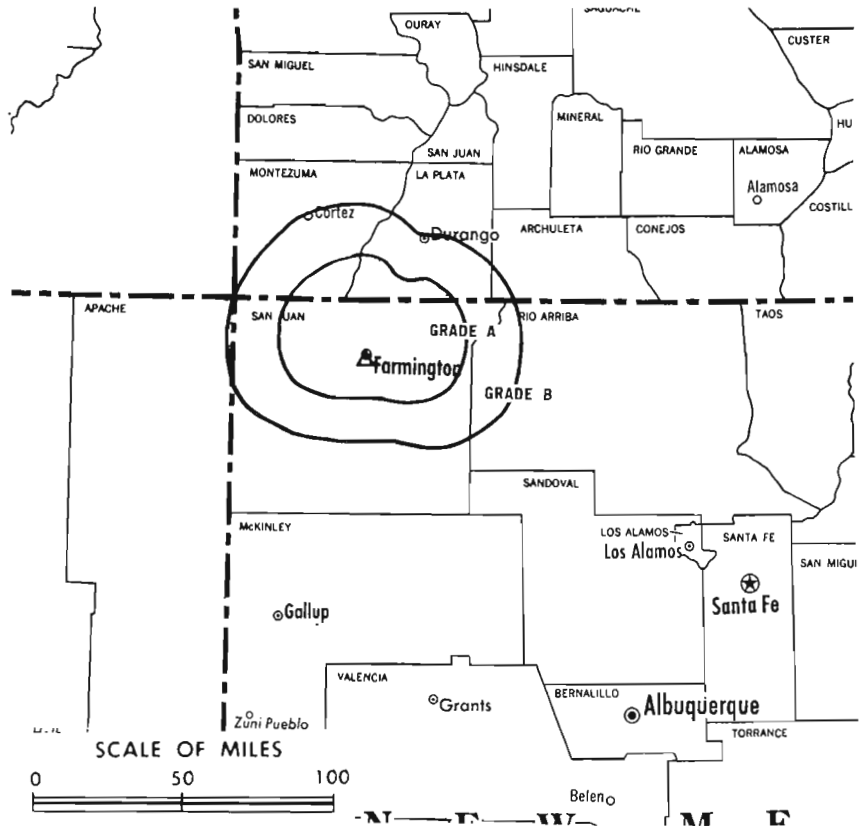 OURAY
CUSTER
SAN MIGUEL
HINSDALE
DOLORES
MINERAL
HU
SAN JUAN
RIO GRANDE
ALAMOSA
MONTEZUMA
LA PLATA
Alamosa
Cortez
COSTILL
Durango
ARCHULETA
CONEJOS
APACHE
SAN JUAN
RIO ARRIBA
TAOS
GRADE A
Farmington
GRADE B
SANDOVAL
McKINLEY
LOS ALAMOS
SANTA FE
Los Alamos
SAN MIGU
Santa Fe
Gallup
VALENCIA
BERNALILLO
Grants
Albuquerque
Zuni Pueblo
TORRANCE
SCALE OF MILES
0 50 100
Belen
N E W M E